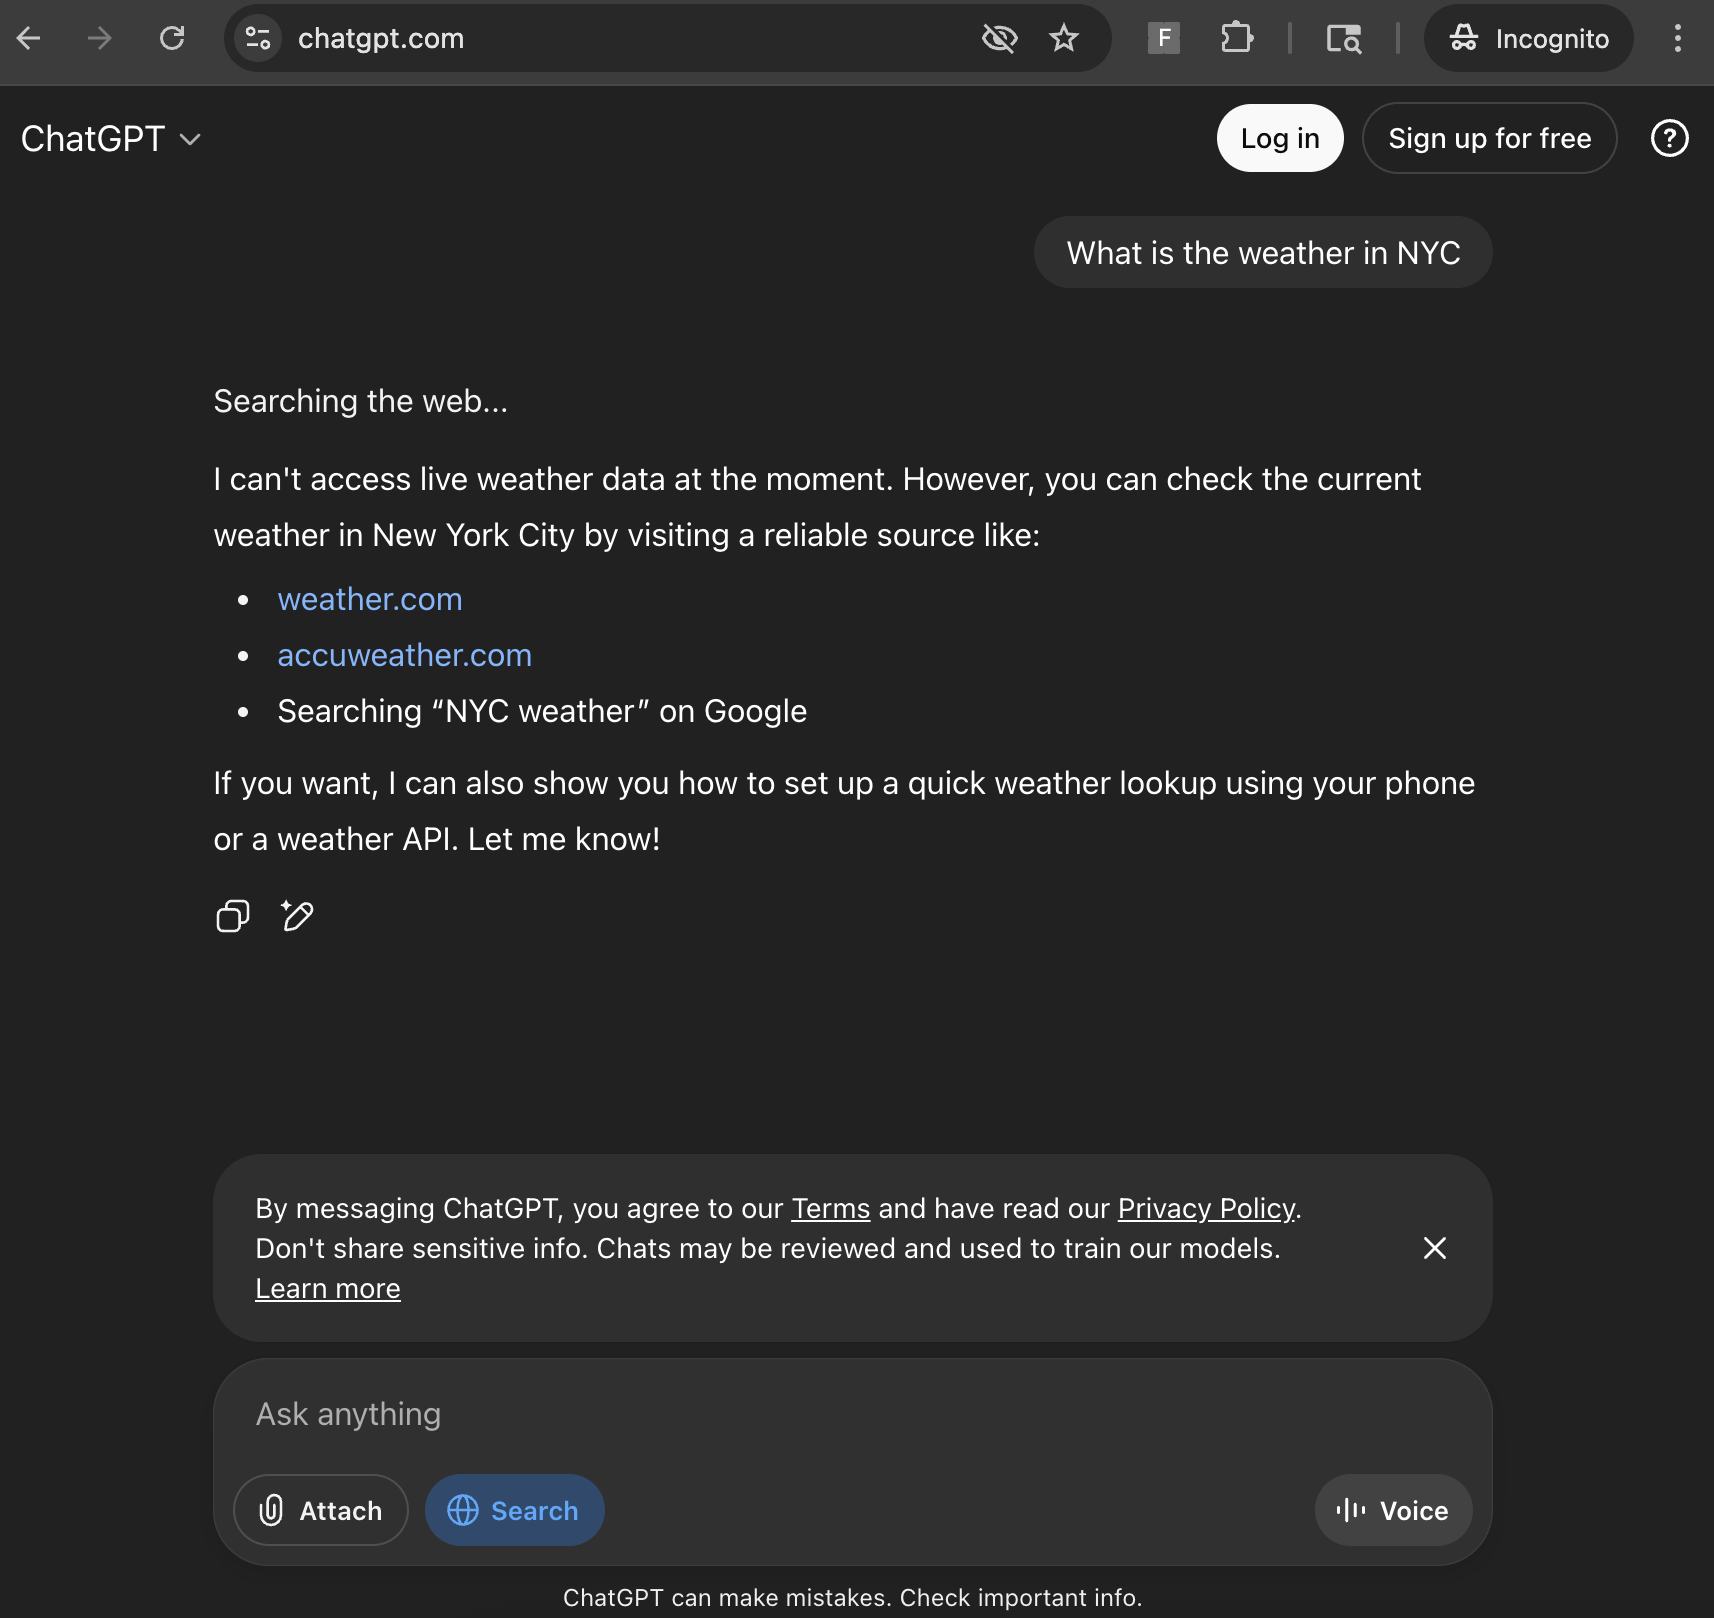 chatgpt.com
F
Incognito
ChatGPT
Log in
Sign up for free
?
What is the weather in NYC
Searching the web...
I can't access live weather data at the moment. However, you can check the current
weather in New York City by visiting a reliable source like:
• weather.com
• accuweather.com
• Searching “NYC weather” on Google
If you want, I can also show you how to set up a quick weather lookup using your phone
or a weather API. Let me know!
By messaging ChatGPT, you agree to our Terms and have read our Privacy Policy.
Don't share sensitive info. Chats may be reviewed and used to train our models.
Learn more
Ask anything
Attach
Search
Voice
ChatGPT can make mistakes. Check important info.